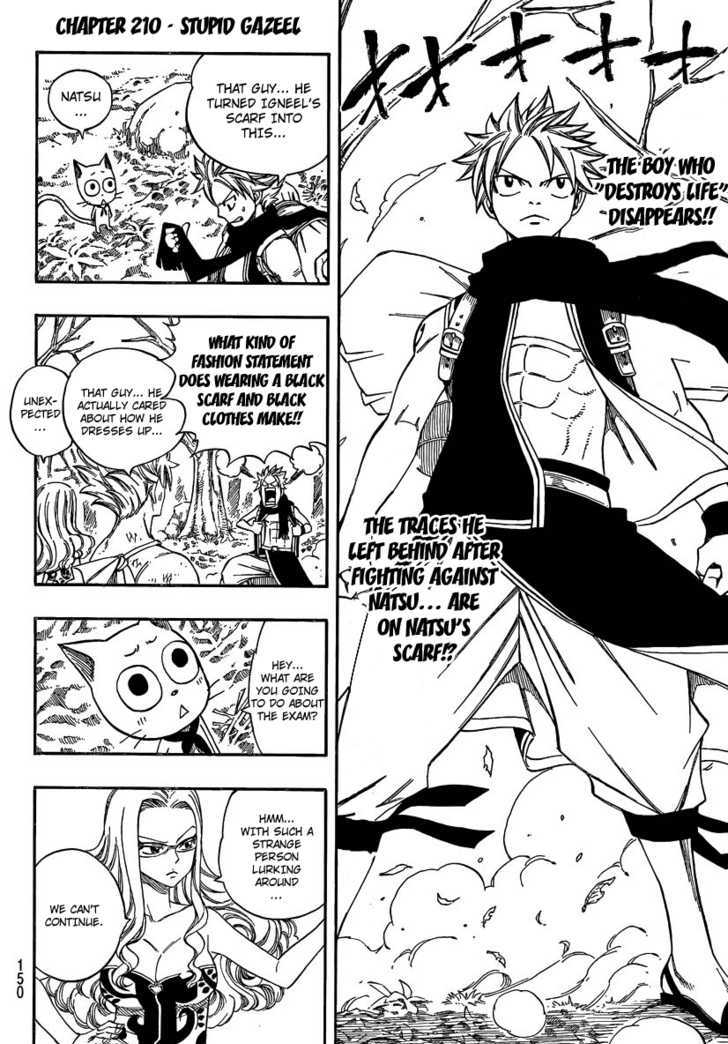 CHAPTER 210 - STUPID GAZEEL
THE BOY WHO
"DESTROYS LIFE"
DISAPPEARS!!
THE TRACES HE
LEFT BEHIND AFTER
FIGHTING AGAINST
NATSU... ARE
ON NATSU'S
SCARF!?
THAT GUY... HE
TURNED IGNEEL'S
SCARF INTO
THIS...
NATSU
...
WHAT KIND OF
FASHION STATEMENT
DOES WEARING A BLACK
SCARF AND BLACK
CLOTHES MAKE!!
THAT GUY... HE
ACTUALLY CARED
ABOUT HOW HE
DRESSES UP...
UNEX-
PECTED
...
HEY...
WHAT ARE
YOU GOING
TO DO ABOUT
THE EXAM?
HMM...
WITH SUCH A
STRANGE
PERSON
LURKING
AROUND
...
WE CAN'T
CONTINUE.
150